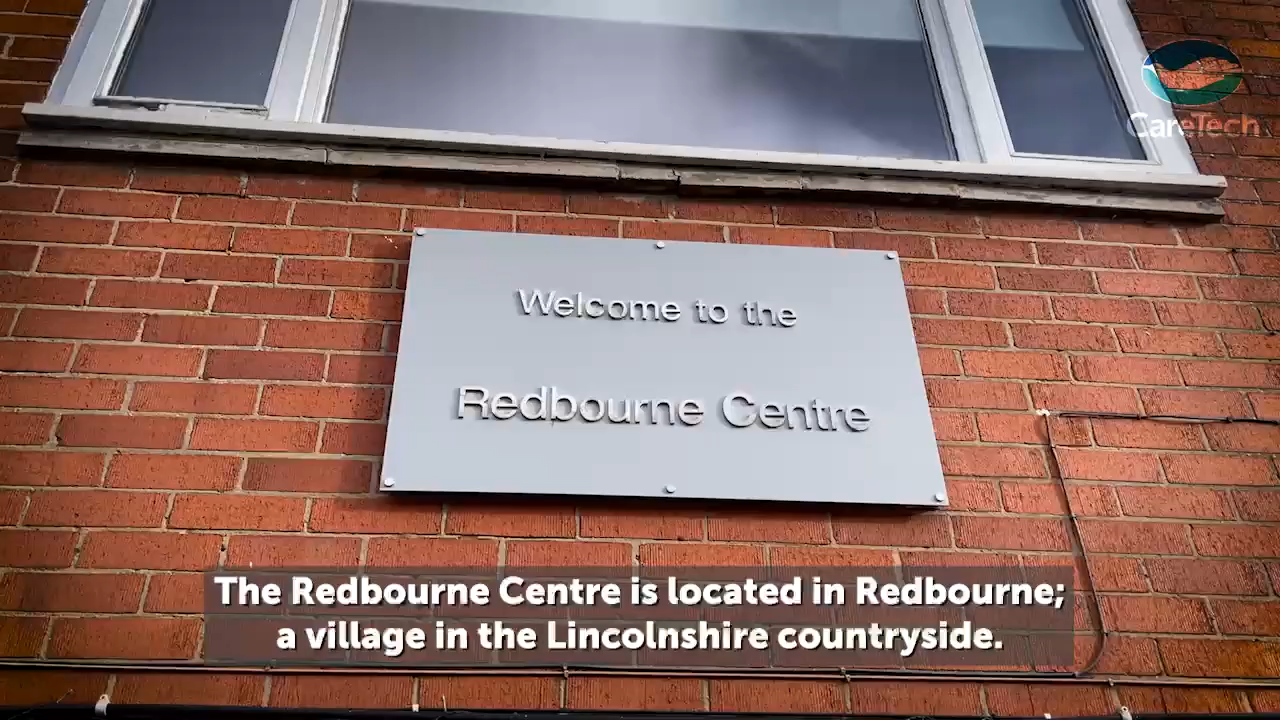 CareTech
Welcome to the
Redbourne Centre
The Redbourne Centre is located in Redbourne;
a village in the Lincolnshire countryside.